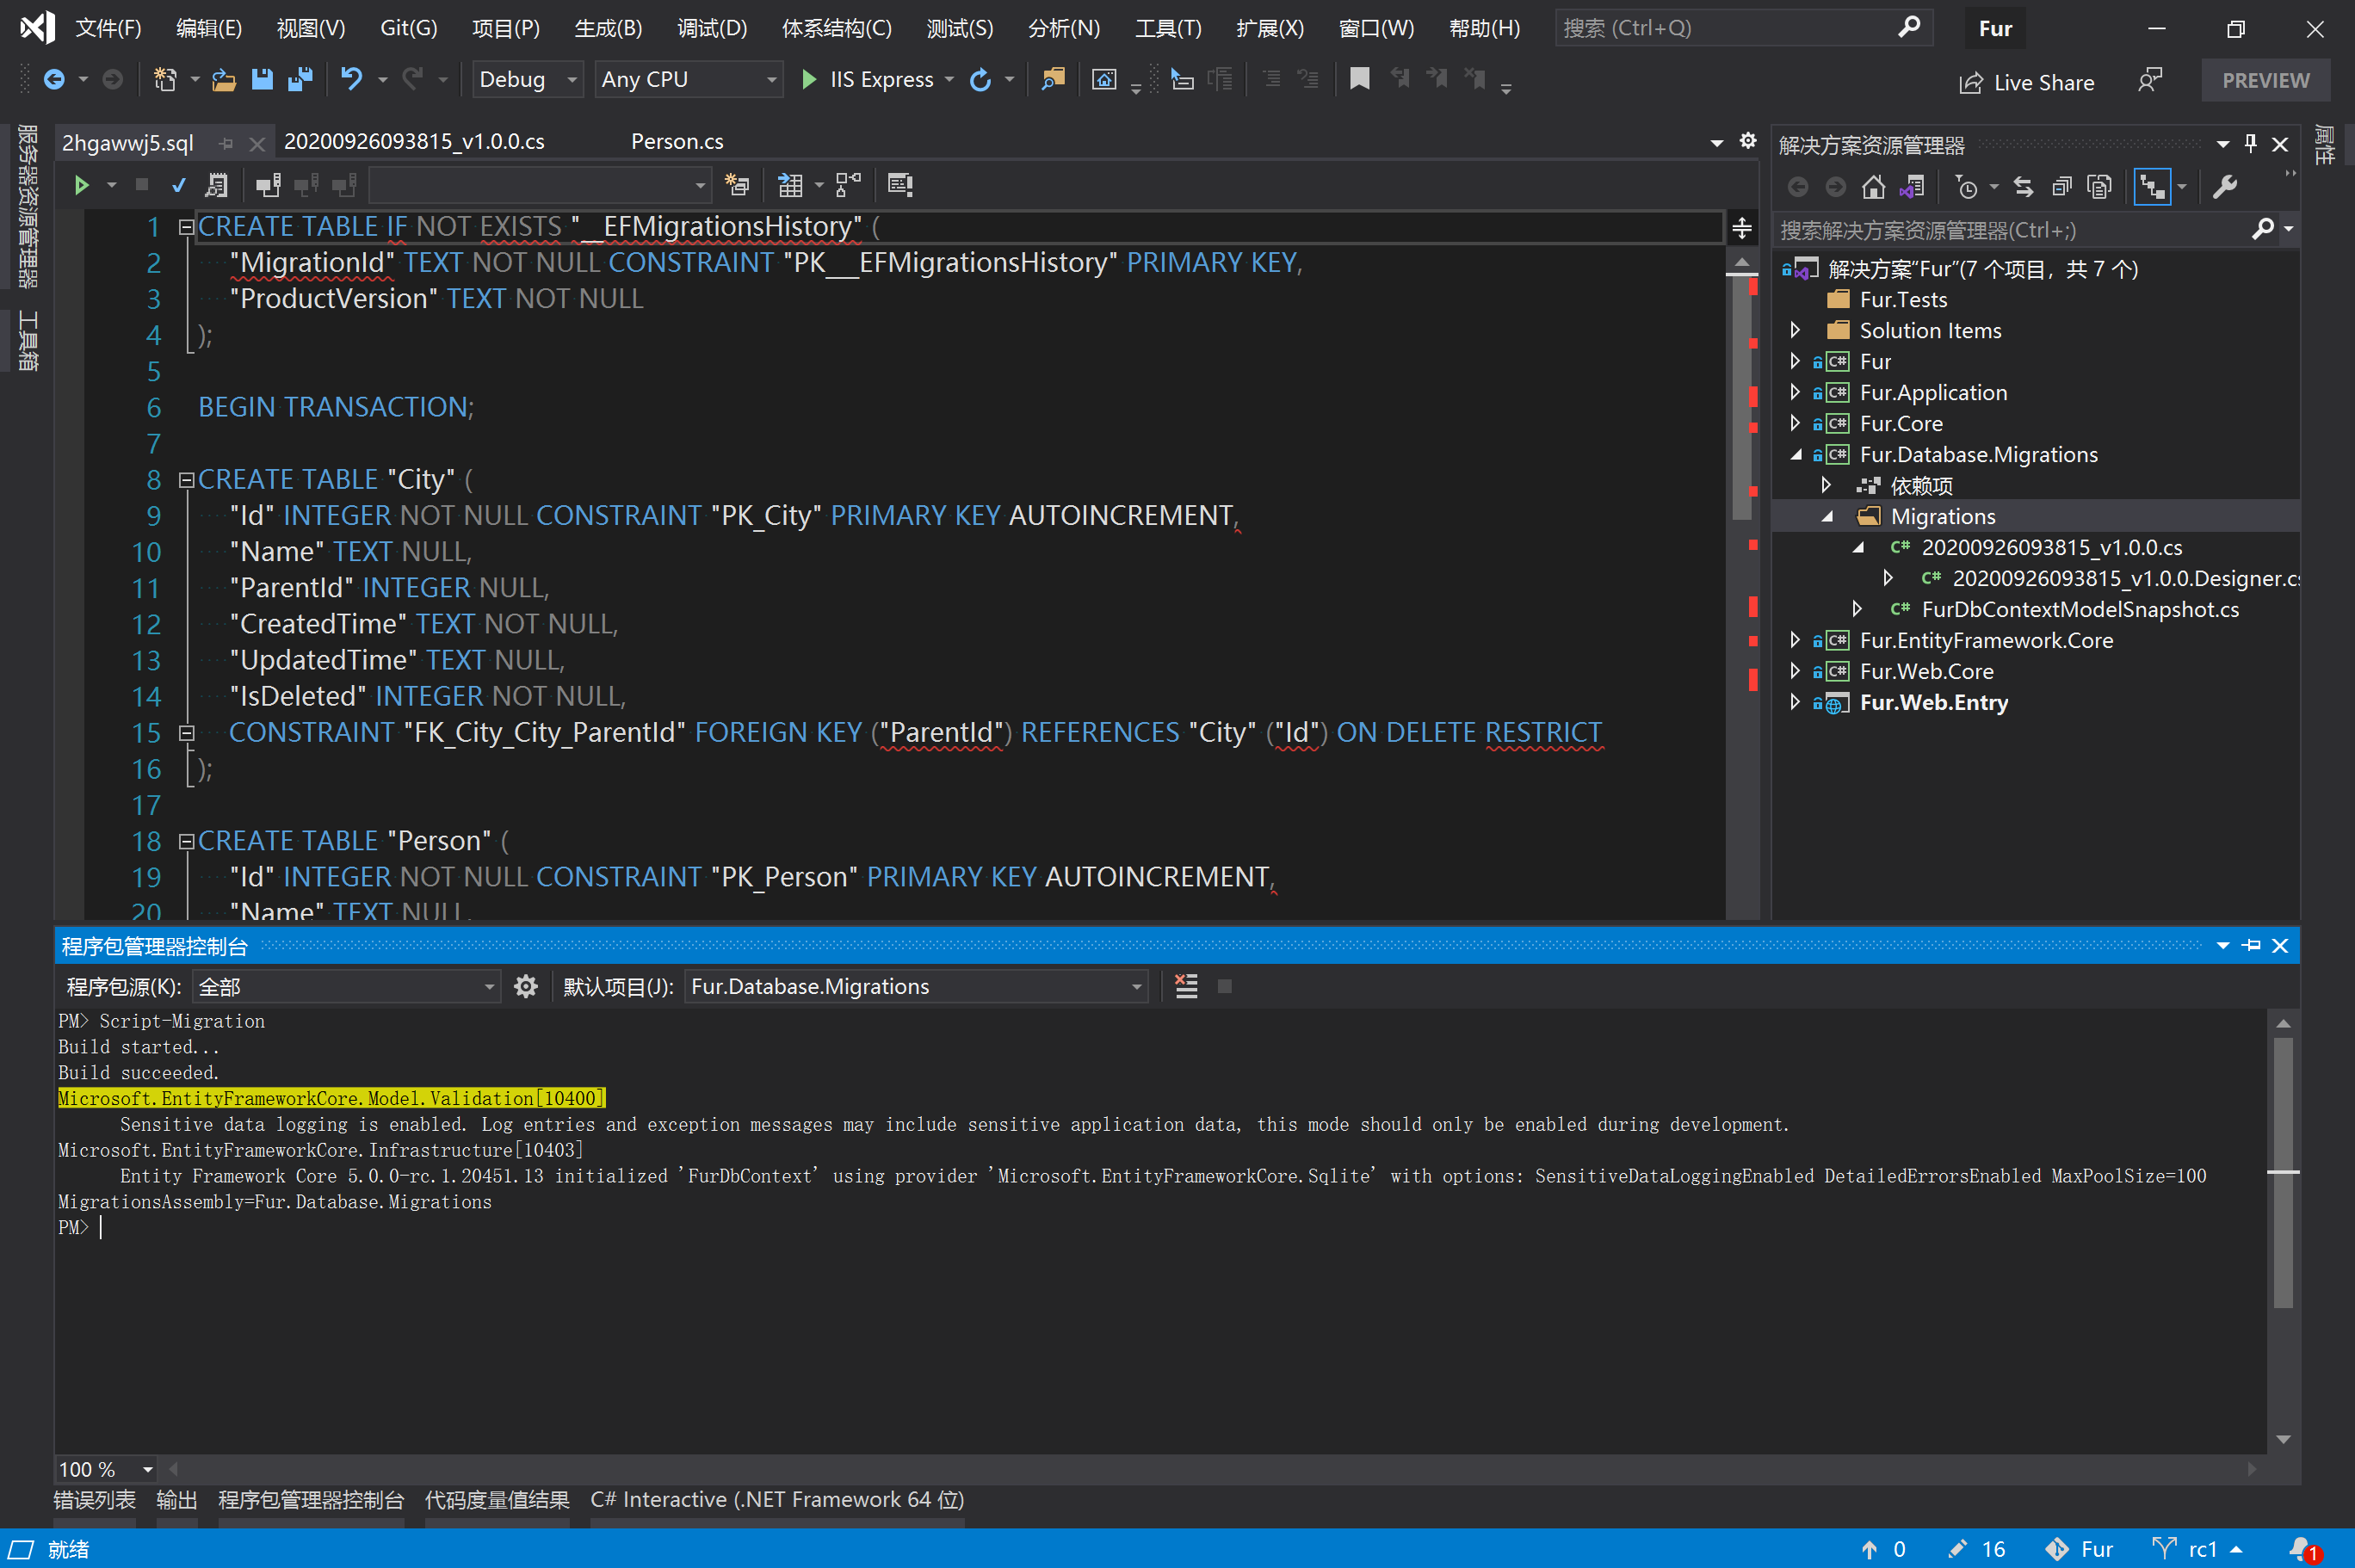 文件(F) 编辑(E) 视图(V) Git(G) 项目(P) 生成(B) 调试(D) 体系结构(C) 测试(S) 分析(N) 工具(T) 扩展(X) 窗口(W) 帮助(H) 搜索 (Ctrl+Q) Fur
Debug Any CPU IIS Express Live Share PREVIEW
服务器资源管理器
工具箱
2hgawwj5.sql 20200926093815_v1.0.0.cs Person.cs
1 CREATE TABLE IF NOT EXISTS "__EFMigrationsHistory" (
2 "MigrationId" TEXT NOT NULL CONSTRAINT "PK___EFMigrationsHistory" PRIMARY KEY,
3 "ProductVersion" TEXT NOT NULL
4 );
5
6 BEGIN TRANSACTION;
7
8 CREATE TABLE "City" (
9 "Id" INTEGER NOT NULL CONSTRAINT "PK_City" PRIMARY KEY AUTOINCREMENT,
10 "Name" TEXT NULL,
11 "ParentId" INTEGER NULL,
12 "CreatedTime" TEXT NOT NULL,
13 "UpdatedTime" TEXT NULL,
14 "IsDeleted" INTEGER NOT NULL,
15 CONSTRAINT "FK_City_City_ParentId" FOREIGN KEY ("ParentId") REFERENCES "City" ("Id") ON DELETE RESTRICT
16 );
17
18 CREATE TABLE "Person" (
19 "Id" INTEGER NOT NULL CONSTRAINT "PK_Person" PRIMARY KEY AUTOINCREMENT,
20 "Name" TEXT NULL,
解决方案资源管理器
搜索解决方案资源管理器(Ctrl+;)
解决方案“Fur”(7 个项目，共 7 个)
Fur.Tests
Solution Items
C# Fur
C# Fur.Application
C# Fur.Core
C# Fur.Database.Migrations
依赖项
Migrations
C# 20200926093815_v1.0.0.cs
C# 20200926093815_v1.0.0.Designer.cs
C# FurDbContextModelSnapshot.cs
C# Fur.EntityFramework.Core
C# Fur.Web.Core
Fur.Web.Entry
属性
程序包管理器控制台
程序包源(K): 全部 默认项目(J): Fur.Database.Migrations
PM> Script-Migration
Build started...
Build succeeded.
Microsoft.EntityFrameworkCore.Model.Validation[10400]
Sensitive data logging is enabled. Log entries and exception messages may include sensitive application data, this mode should only be enabled during development.
Microsoft.EntityFrameworkCore.Infrastructure[10403]
Entity Framework Core 5.0.0-rc.1.20451.13 initialized 'FurDbContext' using provider 'Microsoft.EntityFrameworkCore.Sqlite' with options: SensitiveDataLoggingEnabled DetailedErrorsEnabled MaxPoolSize=100
MigrationsAssembly=Fur.Database.Migrations
PM>
100 %
错误列表 输出 程序包管理器控制台 代码度量值结果 C# Interactive (.NET Framework 64 位)
就绪 0 16 Fur rc1 1